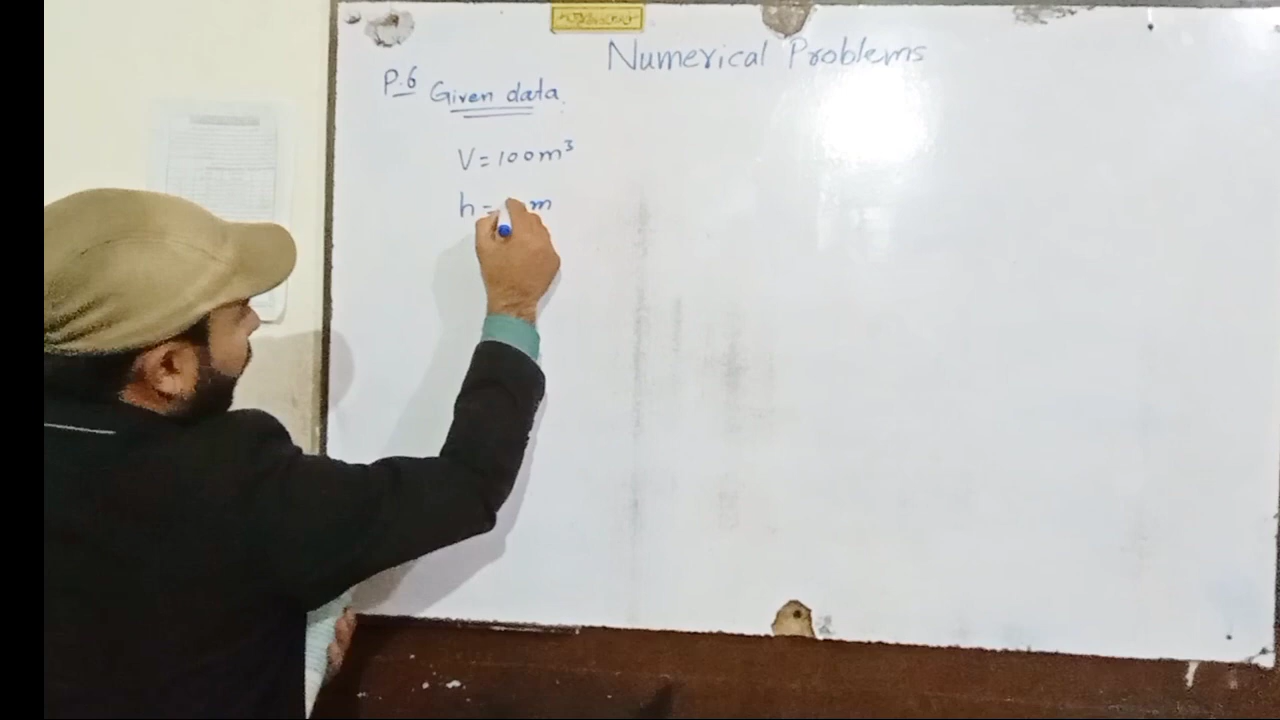 Numerical Problems
P.6 Given data
V = 100m³
h = m